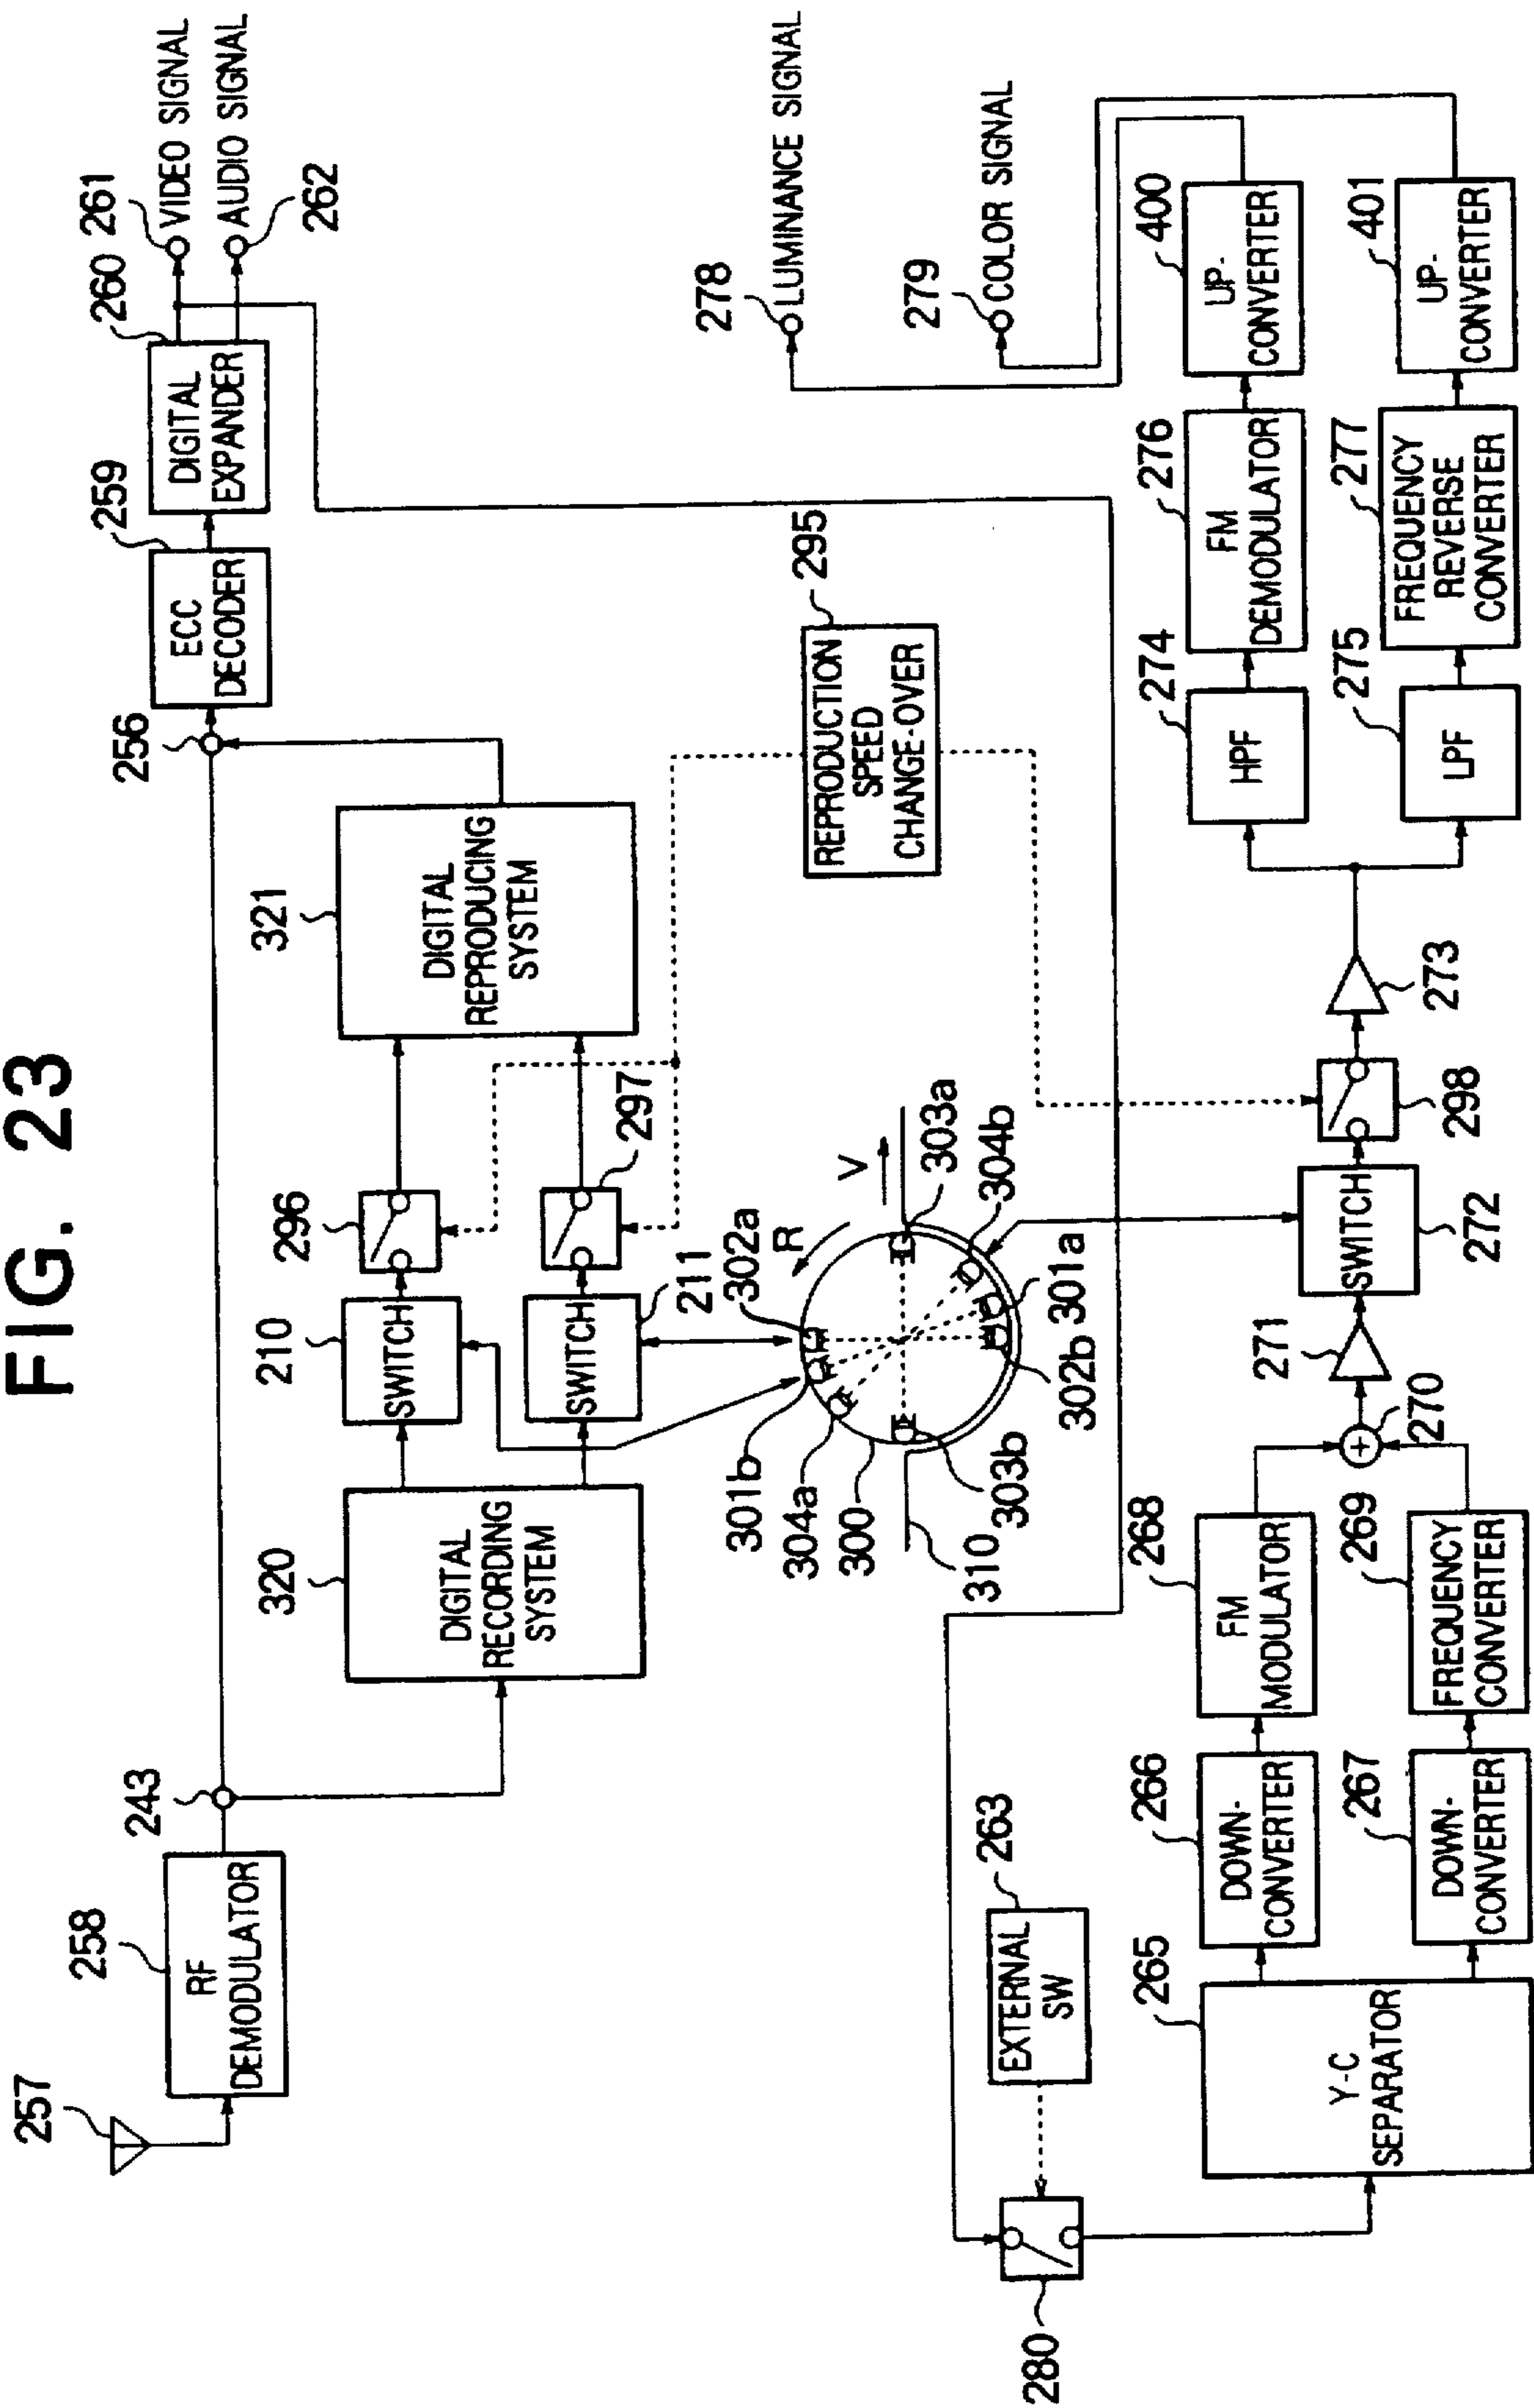 FIG. 23
257
258
RF
DEMODULATOR
243
320
DIGITAL
RECORDING
SYSTEM
210
SWITCH
SWITCH
211
296
297
321
DIGITAL
REPRODUCING
SYSTEM
256
259
ECC
DECODER
260
DIGITAL
EXPANDER
261
VIDEO SIGNAL
AUDIO SIGNAL
262
301b
304a
300
310
303b
302b
301a
304b
303a
302a
R
V
295
REPRODUCTION
SPEED
CHANGE-OVER
278
LUMINANCE SIGNAL
279
COLOR SIGNAL
280
263
EXTERNAL
SW
265
Y-C
SEPARATOR
266
DOWN-
CONVERTER
267
DOWN-
CONVERTER
268
FM
MODULATOR
269
FREQUENCY
CONVERTER
+
270
271
SWITCH
272
298
273
274
HPF
275
LPF
276
FM
DEMODULATOR
277
FREQUENCY
REVERSE
CONVERTER
400
UP-
CONVERTER
401
UP-
CONVERTER